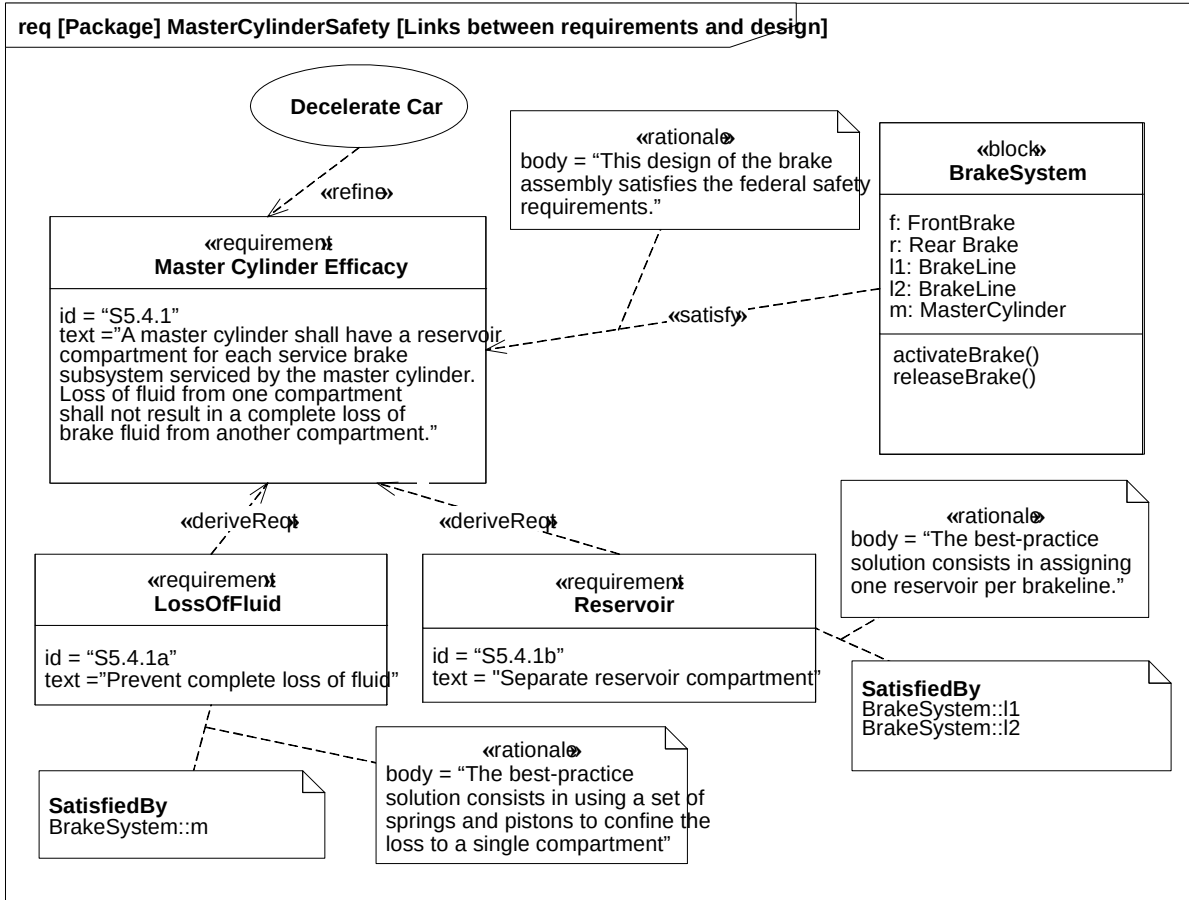 req [Package] MasterCylinderSafety [Links between requirements and design]
Decelerate Car
«refine»
«rationale»
body = “This design of the brake
assembly satisfies the federal safety
requirements.”
«block»
BrakeSystem
f: FrontBrake
r: Rear Brake
l1: BrakeLine
l2: BrakeLine
m: MasterCylinder
activateBrake()
releaseBrake()
«requirement»
Master Cylinder Efficacy
id = “S5.4.1”
text =”A master cylinder shall have a reservoir
compartment for each service brake
subsystem serviced by the master cylinder.
Loss of fluid from one compartment
shall not result in a complete loss of
brake fluid from another compartment.”
«satisfy»
«deriveReqt»
«deriveReqt»
«requirement»
LossOfFluid
id = “S5.4.1a”
text =”Prevent complete loss of fluid”
«requirement»
Reservoir
id = “S5.4.1b”
text = "Separate reservoir compartment”
«rationale»
body = “The best-practice
solution consists in assigning
one reservoir per brakeline.”
SatisfiedBy
BrakeSystem::l1
BrakeSystem::l2
SatisfiedBy
BrakeSystem::m
«rationale»
body = “The best-practice
solution consists in using a set of
springs and pistons to confine the
loss to a single compartment”